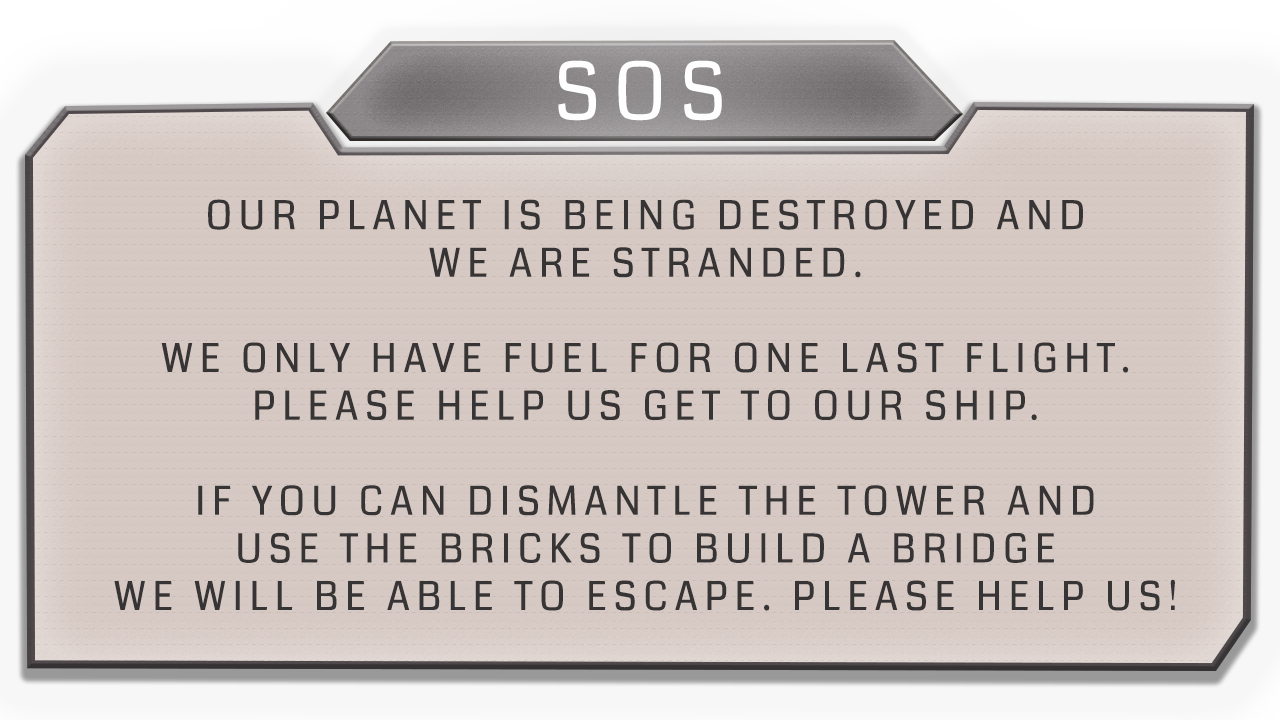 SOS
OUR PLANET IS BEING DESTROYED AND
WE ARE STRANDED.
WE ONLY HAVE FUEL FOR ONE LAST FLIGHT.
PLEASE HELP US GET TO OUR SHIP.
IF YOU CAN DISMANTLE THE TOWER AND
USE THE BRICKS TO BUILD A BRIDGE
WE WILL BE ABLE TO ESCAPE. PLEASE HELP US!